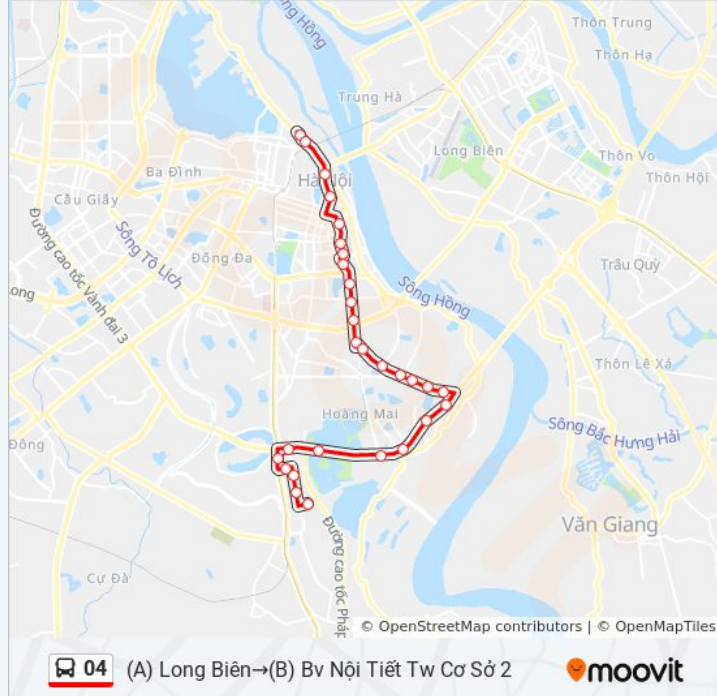 Sông Hồng
Thôn Trung
Thôn Hạ
Trung Hà
Long Biên
Thôn Vo
Thôn Hội
Ba Đình
Hà Nội
Cầu Giấy
Đường cao tốc Vành đai 3
Sông Tô Lịch
Đống Đa
Trâu Quỳ
ong
Sông Hồng
Thôn Lê Xá
Hoàng Mai
Sông Bắc Hưng Hải
Đông
Văn Giang
Đường cao tốc Pháp
Cự Đà
© OpenStreetMap contributors | © OpenMapTiles
04 (A) Long Biên→(B) Bv Nội Tiết Tw Cơ Sở 2
moovit